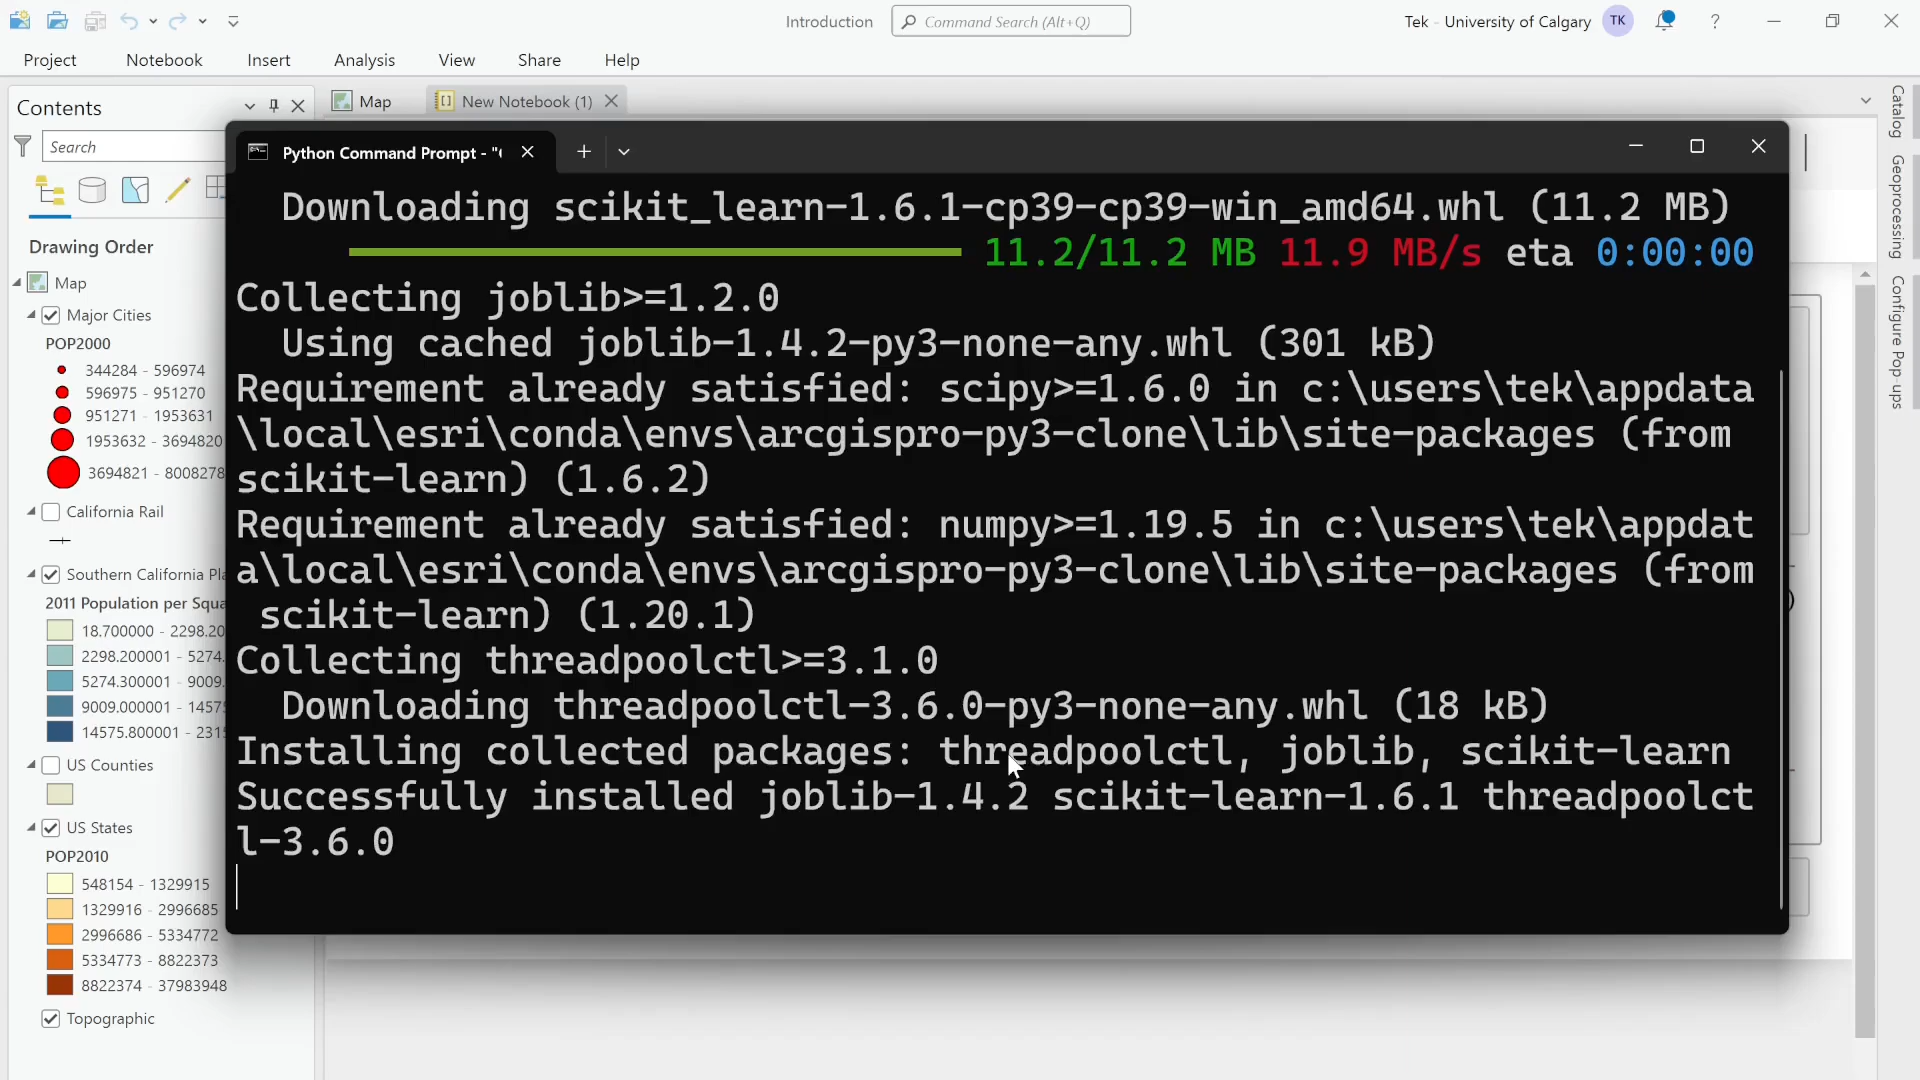 Introduction
Command Search (Alt+Q)
Tek - University of Calgary
TK
?
Project
Notebook
Insert
Analysis
View
Share
Help
Contents
Map
New Notebook (1)
Search
Drawing Order
Map
Major Cities
POP2000
344284 - 596974
596975 - 951270
951271 - 1953631
1953632 - 3694820
3694821 - 8008278
California Rail
Southern California Pla
2011 Population per Squa
18.700000 - 2298.20
2298.200001 - 5274.
5274.300001 - 9009.
9009.000001 - 1457
14575.800001 - 231
US Counties
US States
POP2010
548154 - 1329915
1329916 - 2996685
2996686 - 5334772
5334773 - 8822373
8822374 - 37983948
Topographic
Python Command Prompt - "
Downloading scikit_learn-1.6.1-cp39-cp39-win_amd64.whl (11.2 MB)
11.2/11.2 MB 11.9 MB/s eta 0:00:00
Collecting joblib>=1.2.0
Using cached joblib-1.4.2-py3-none-any.whl (301 kB)
Requirement already satisfied: scipy>=1.6.0 in c:\users\tek\appdata
\local\esri\conda\envs\arcgispro-py3-clone\lib\site-packages (from
scikit-learn) (1.6.2)
Requirement already satisfied: numpy>=1.19.5 in c:\users\tek\appdat
a\local\esri\conda\envs\arcgispro-py3-clone\lib\site-packages (from
scikit-learn) (1.20.1)
Collecting threadpoolctl>=3.1.0
Downloading threadpoolctl-3.6.0-py3-none-any.whl (18 kB)
Installing collected packages: threadpoolctl, joblib, scikit-learn
Successfully installed joblib-1.4.2 scikit-learn-1.6.1 threadpoolct
l-3.6.0
Catalog
Geoprocessing
Configure Pop-ups